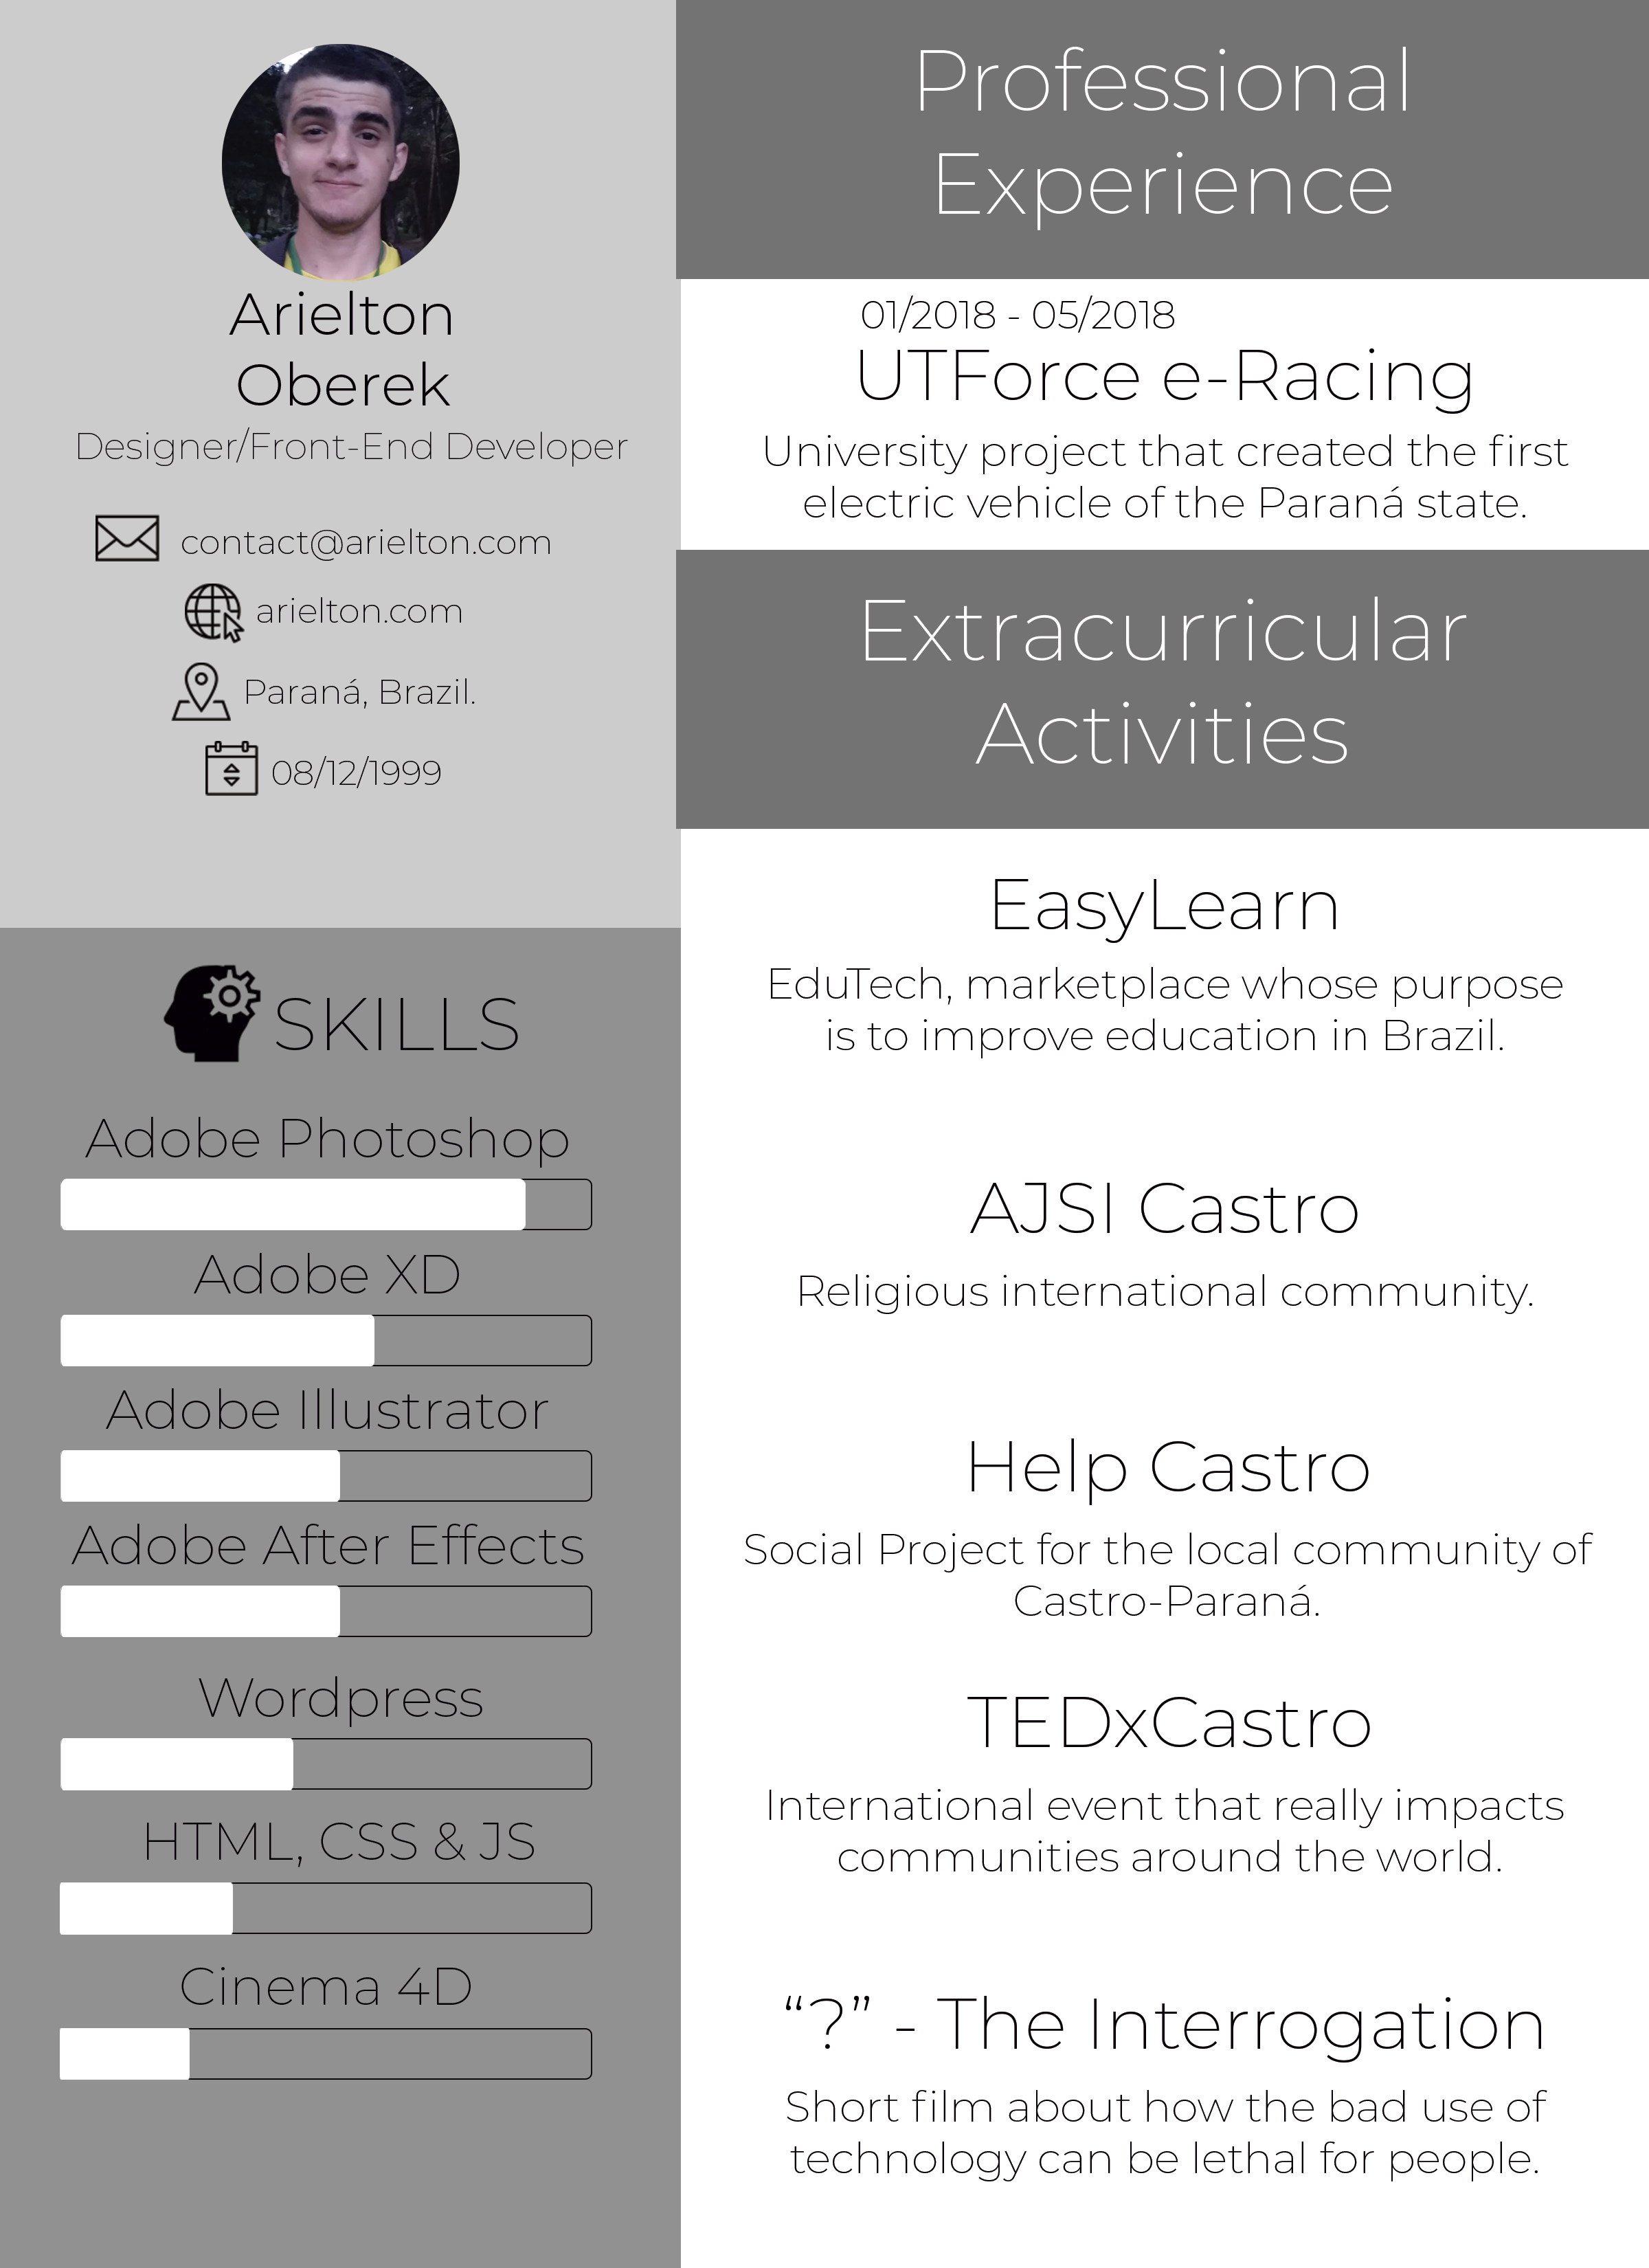 Arielton
Oberek
Designer/Front-End Developer
contact@arielton.com
arielton.com
Paraná, Brazil.
08/12/1999
SKILLS
Adobe Photoshop
Adobe XD
Adobe Illustrator
Adobe After Effects
Wordpress
HTML, CSS & JS
Cinema 4D
Professional
Experience
01/2018 - 05/2018
UTForce e-Racing
University project that created the first
electric vehicle of the Paraná state.
Extracurricular
Activities
EasyLearn
EduTech, marketplace whose purpose
is to improve education in Brazil.
AJSI Castro
Religious international community.
Help Castro
Social Project for the local community of
Castro-Paraná.
TEDxCastro
International event that really impacts
communities around the world.
“?” - The Interrogation
Short film about how the bad use of
technology can be lethal for people.